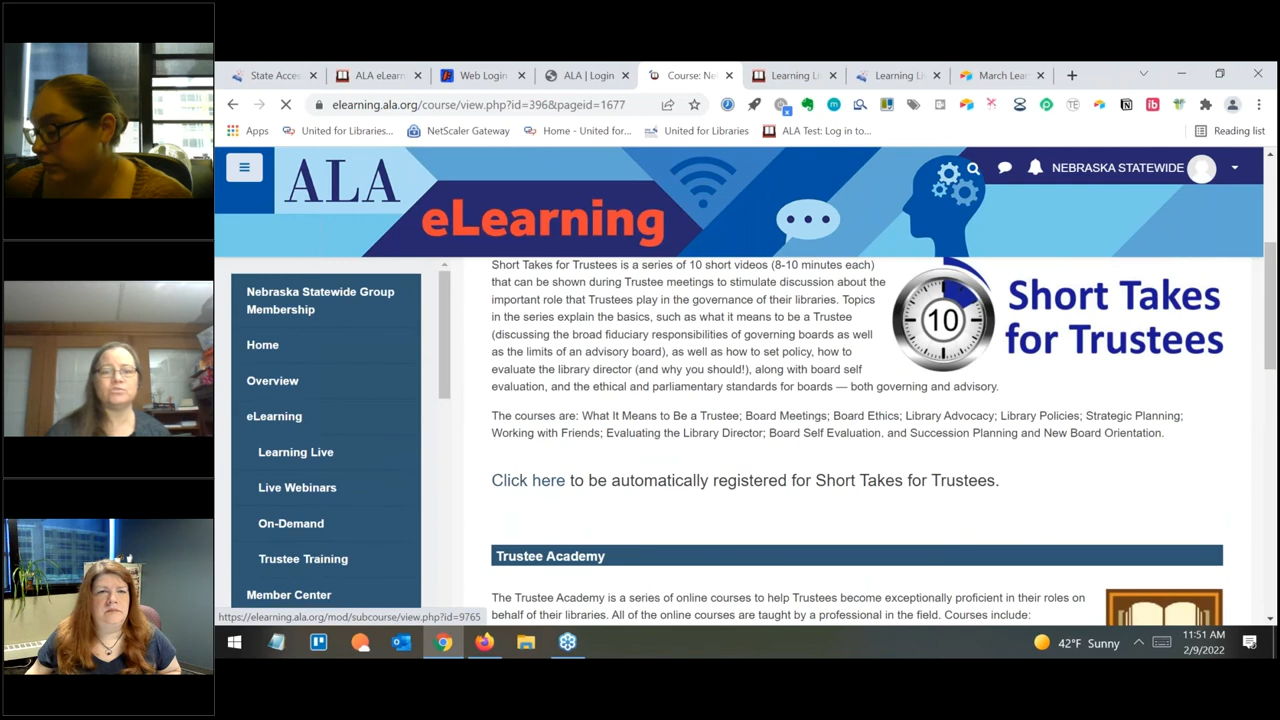 State Acces
ALA eLearn
Web Login
ALA | Login
Course: Ne
Learning Li
Learning Li
March Lear
elearning.ala.org/course/view.php?id=396&pageid=1677
Apps
United for Libraries...
NetScaler Gateway
Home - United for...
United for Libraries
ALA Test: Log in to...
Reading list
ALA
eLearning
NEBRASKA STATEWIDE
Nebraska Statewide Group
Membership
Home
Overview
eLearning
Learning Live
Live Webinars
On-Demand
Trustee Training
Member Center
Short Takes for Trustees is a series of 10 short videos (8-10 minutes each)
that can be shown during Trustee meetings to stimulate discussion about the
important role that Trustees play in the governance of their libraries. Topics
in the series explain the basics, such as what it means to be a Trustee
(discussing the broad fiduciary responsibilities of governing boards as well
as the limits of an advisory board), as well as how to set policy, how to
evaluate the library director (and why you should!), along with board self
evaluation, and the ethical and parliamentary standards for boards — both governing and advisory.
10
Short Takes
for Trustees
The courses are: What It Means to Be a Trustee; Board Meetings; Board Ethics; Library Advocacy; Library Policies; Strategic Planning;
Working with Friends; Evaluating the Library Director; Board Self Evaluation. and Succession Planning and New Board Orientation.
Click here to be automatically registered for Short Takes for Trustees.
Trustee Academy
The Trustee Academy is a series of online courses to help Trustees become exceptionally proficient in their roles on
behalf of their libraries. All of the online courses are taught by a professional in the field. Courses include:
https://elearning.ala.org/mod/subcourse/view.php?id=9765
42°F Sunny
11:51 AM
2/9/2022